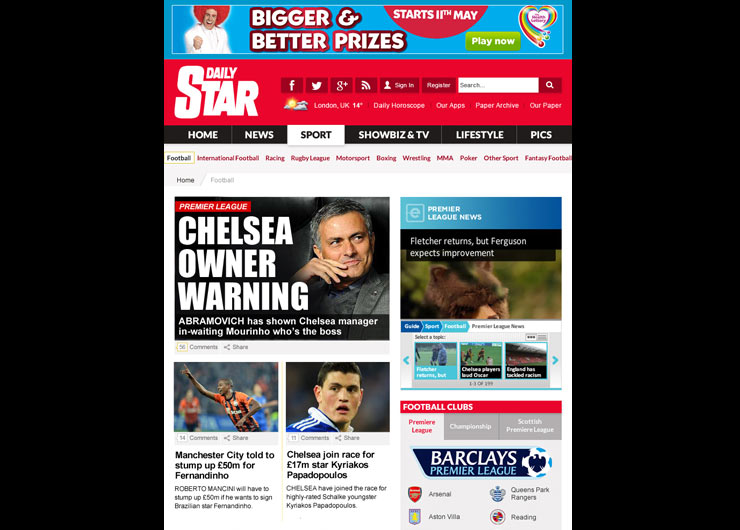 BIGGER &
BETTER PRIZES
STARTS 11TH MAY
Play now
the Health Lottery
DAILY
STAR
Sign In
Register
Search...
London, UK 14°
Daily Horoscope
Our Apps
Paper Archive
Our Paper
HOME
NEWS
SPORT
SHOWBIZ & TV
LIFESTYLE
PICS
Football
International Football
Racing
Rugby League
Motorsport
Boxing
Wrestling
MMA
Poker
Other Sport
Fantasy Football
Home
Football
PREMIER LEAGUE
CHELSEA
OWNER
WARNING
ABRAMOVICH has shown Chelsea manager
in-waiting Mourinho who's the boss
56 Comments
Share
14 Comments
Share
Manchester City told to
stump up £50m for
Fernandinho
ROBERTO MANCINI will have to
stump up £50m if he wants to sign
Brazilian star Fernandinho.
11 Comments
Share
Chelsea join race for
£17m star Kyriakos
Papadopoulos
CHELSEA have joined the race for
highly-rated Schalke youngster
Kyriakos Papadopoulos.
PREMIER
LEAGUE NEWS
Fletcher returns, but Ferguson
expects improvement
Guide
Sport
Football
Premier League News
Select a topic:
Fletcher
returns, but
Chelsea players
laud Oscar
England has
tackled racism
1-3 OF 199
FOOTBALL CLUBS
Premiere
League
Championship
Scottish
Premiere League
BARCLAYS
PREMIER LEAGUE
Arsenal
Queens Park
Rangers
Aston Villa
Reading